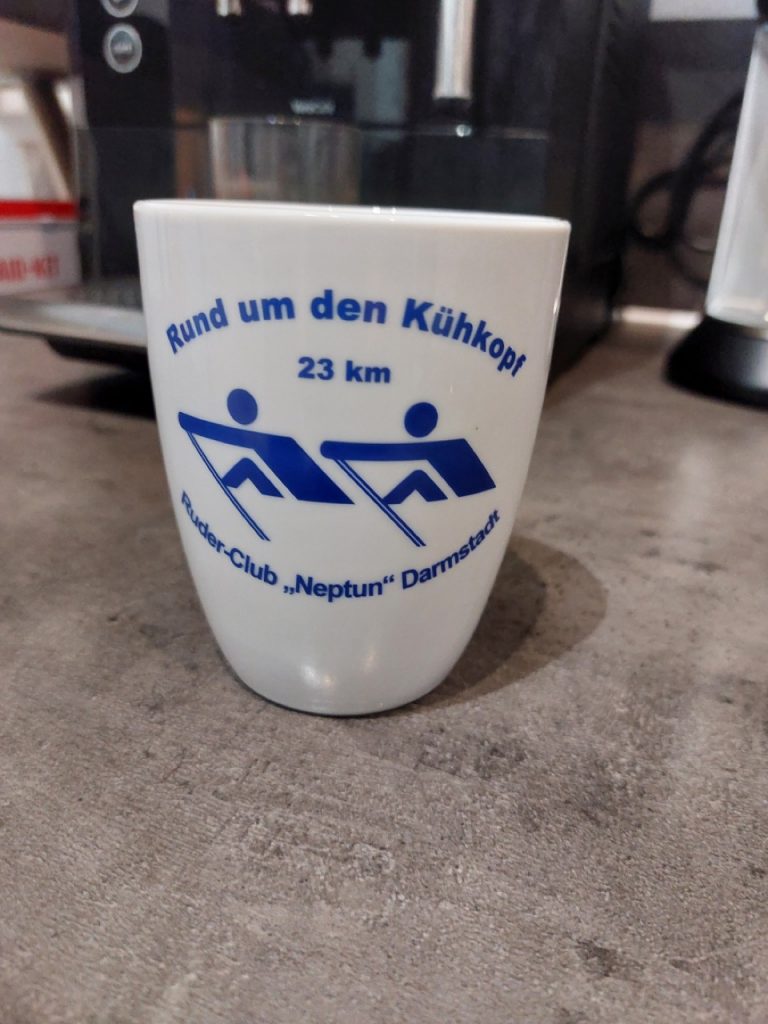 Rund um den Kühkopf
23 km
Ruder-Club „Neptun“ Darmstadt